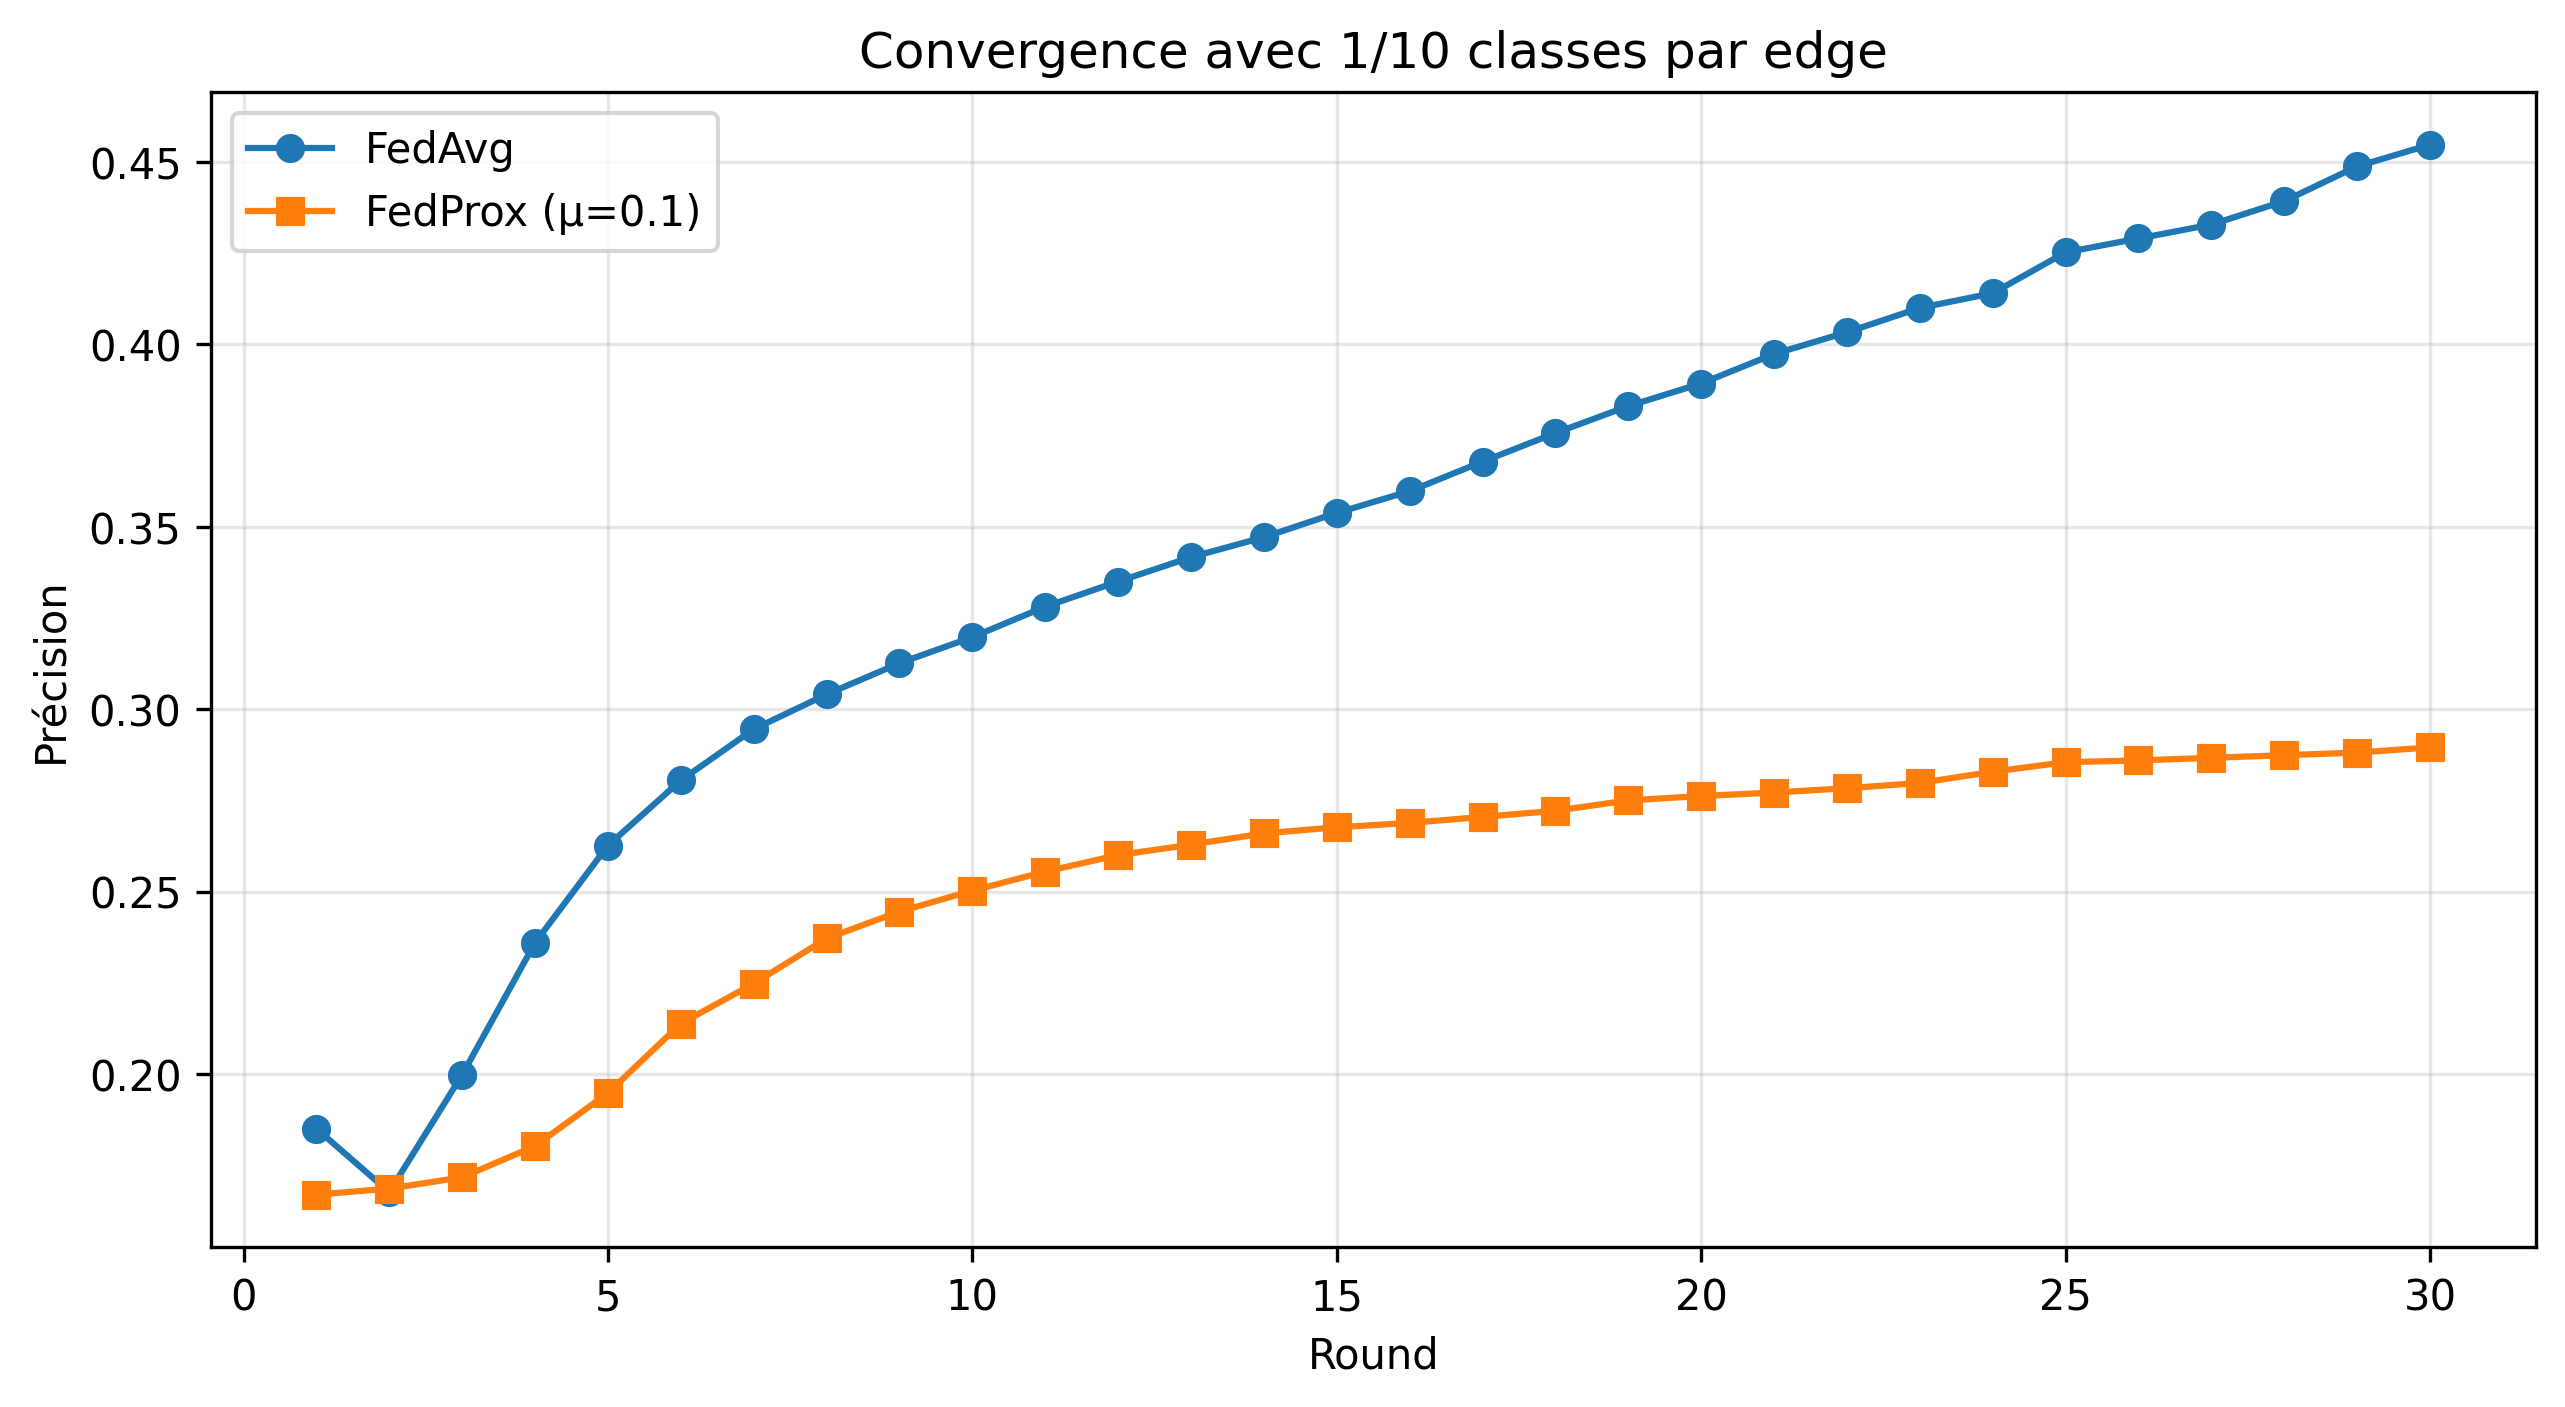 Convergence avec 1/10 classes par edge
FedAvg
FedProx (μ=0.1)
Précision
0.45
0.40
0.35
0.30
0.25
0.20
0 5 10 15 20 25 30
Round